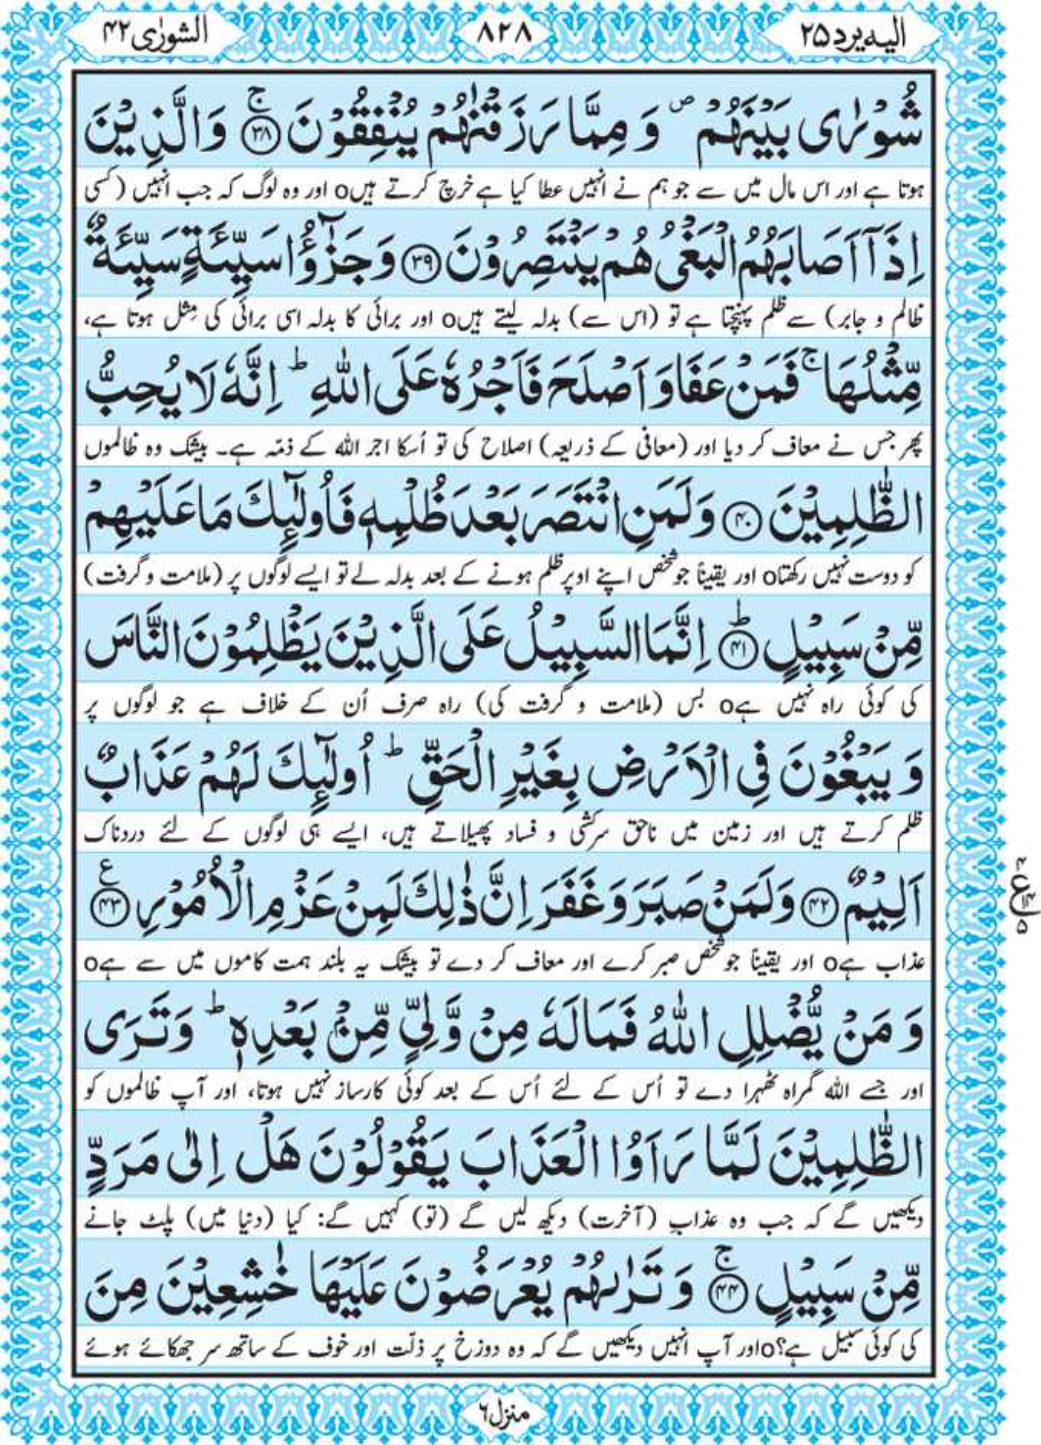 الیہ یرد ۲۵
۸۲۸
الشورٰی ۴۲
شُوْرٰی بَیْنَهُمْ ۪ وَ مِمَّا رَزَقْنٰهُمْ یُنْفِقُوْنَ ۚ﴿۳۸﴾ وَالَّذِیْنَ
ہوتا ہے اور اس مال میں سے جو ہم نے انہیں عطا کیا ہے خرچ کرتے ہیںo اور وہ لوگ کہ جب انہیں (کسی
اِذَاۤ اَصَابَهُمُ الْبَغْیُ هُمْ یَنْتَصِرُوْنَ ﴿۳۹﴾ وَ جَزٰٓؤُا سَیِّئَةٍ سَیِّئَةٌ
ظالم و جابر) سے ظلم پہنچتا ہے تو (اس سے) بدلہ لیتے ہیںo اور برائی کا بدلہ اسی برائی کی مِثل ہوتا ہے،
مِّثْلُهَا ۚ فَمَنْ عَفَا وَ اَصْلَحَ فَاَجْرُهٗ عَلَی اللّٰهِ ؕ اِنَّهٗ لَا یُحِبُّ
پھر جس نے معاف کر دیا اور (معافی کے ذریعہ) اصلاح کی تو اُسکا اجر اللہ کے ذمّہ ہے۔ بیشک وہ ظالموں
الظّٰلِمِیْنَ ﴿۴۰﴾ وَلَمَنِ انْتَصَرَ بَعْدَ ظُلْمِهٖ فَاُولٰٓئِكَ مَا عَلَیْهِمْ
کو دوست نہیں رکھتاo اور یقیناً جو شخص اپنے اوپر ظلم ہونے کے بعد بدلہ لے تو ایسے لوگوں پر (ملامت و گرفت)
مِّنْ سَبِیْلٍ ﴿ؕ۴۱﴾ اِنَّمَا السَّبِیْلُ عَلَی الَّذِیْنَ یَظْلِمُوْنَ النَّاسَ
کی کوئی راہ نہیں ہےo بس (ملامت و گرفت کی) راہ صرف اُن کے خلاف ہے جو لوگوں پر
وَ یَبْغُوْنَ فِی الْاَرْضِ بِغَیْرِ الْحَقِّ ؕ اُولٰٓئِكَ لَهُمْ عَذَابٌ
ظلم کرتے ہیں اور زمین میں ناحق سرکشی و فساد پھیلاتے ہیں، ایسے ہی لوگوں کے لئے دردناک
اَلِیْمٌ ﴿۴۲﴾ وَلَمَنْ صَبَرَ وَ غَفَرَ اِنَّ ذٰلِكَ لَمِنْ عَزْمِ الْاُمُوْرِ ﴿۴۳﴾ ع
عذاب ہےo اور یقیناً جو شخص صبر کرے اور معاف کر دے تو بیشک یہ بلند ہمت کاموں میں سے ہےo
وَ مَنْ یُّضْلِلِ اللّٰهُ فَمَا لَهٗ مِنْ وَّلِیٍّ مِّنْۢ بَعْدِهٖ ؕ وَ تَرَی
اور جسے اللہ گمراہ ٹھہرا دے تو اُس کے لئے اُس کے بعد کوئی کارساز نہیں ہوتا، اور آپ ظالموں کو
الظّٰلِمِیْنَ لَمَّا رَاَوُا الْعَذَابَ یَقُوْلُوْنَ هَلْ اِلٰی مَرَدٍّ
دیکھیں گے کہ جب وہ عذابِ (آخرت) دیکھ لیں گے (تو) کہیں گے: کیا (دنیا میں) پلٹ جانے
مِّنْ سَبِیْلٍ ۚ﴿۴۴﴾ وَ تَرٰىهُمْ یُعْرَضُوْنَ عَلَیْهَا خٰشِعِیْنَ مِنَ
کی کوئی سبیل ہے؟o اور آپ انہیں دیکھیں گے کہ وہ دوزخ پر ذلّت اور خوف کے ساتھ سر جھکائے ہوئے
منزل ۶